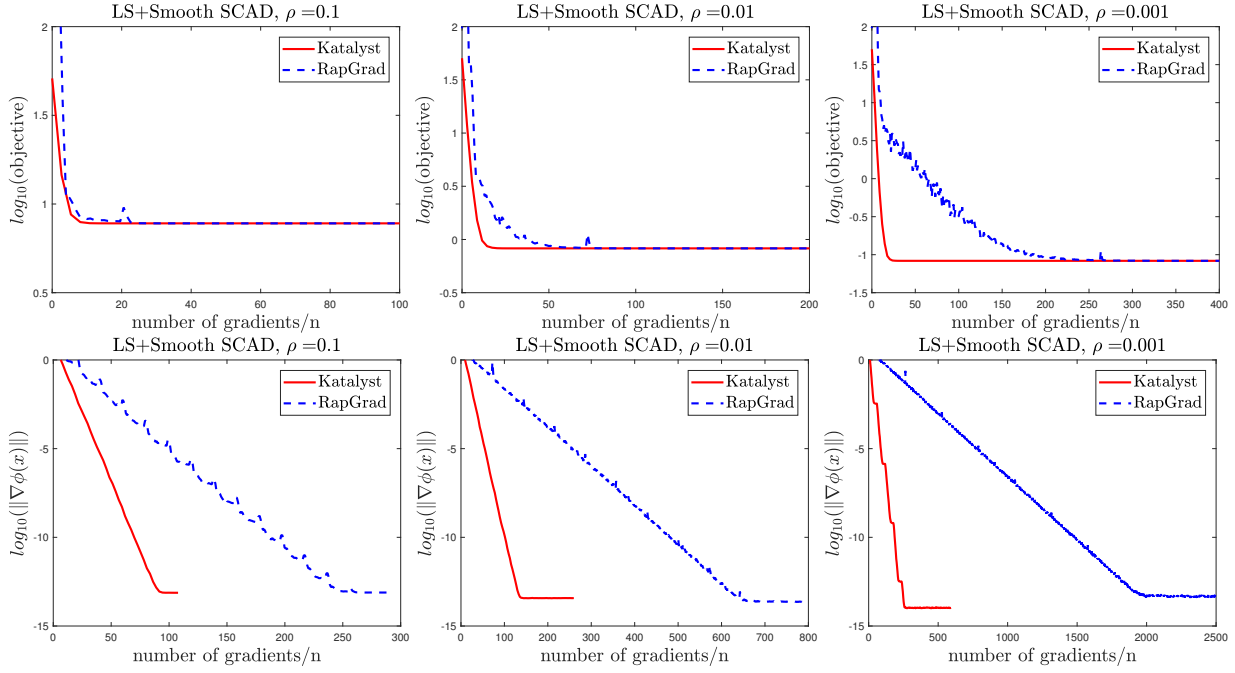 LS+Smooth SCAD, ρ =0.1
2
1.5
1
0.5
log₁₀(objective)
0 20 40 60 80 100
number of gradients/n
Katalyst
RapGrad
LS+Smooth SCAD, ρ =0.01
2
1.5
1
0.5
0
-0.5
log₁₀(objective)
0 50 100 150 200
number of gradients/n
Katalyst
RapGrad
LS+Smooth SCAD, ρ =0.001
2
1.5
1
0.5
0
-0.5
-1
-1.5
log₁₀(objective)
0 50 100 150 200 250 300 350 400
number of gradients/n
Katalyst
RapGrad
LS+Smooth SCAD, ρ =0.1
0
-5
-10
-15
log₁₀(∥∇ϕ(x)∥)
0 50 100 150 200 250 300
number of gradients/n
Katalyst
RapGrad
LS+Smooth SCAD, ρ =0.01
0
-5
-10
-15
log₁₀(∥∇ϕ(x)∥)
0 100 200 300 400 500 600 700 800
number of gradients/n
Katalyst
RapGrad
LS+Smooth SCAD, ρ =0.001
0
-5
-10
-15
log₁₀(∥∇ϕ(x)∥)
0 500 1000 1500 2000 2500
number of gradients/n
Katalyst
RapGrad